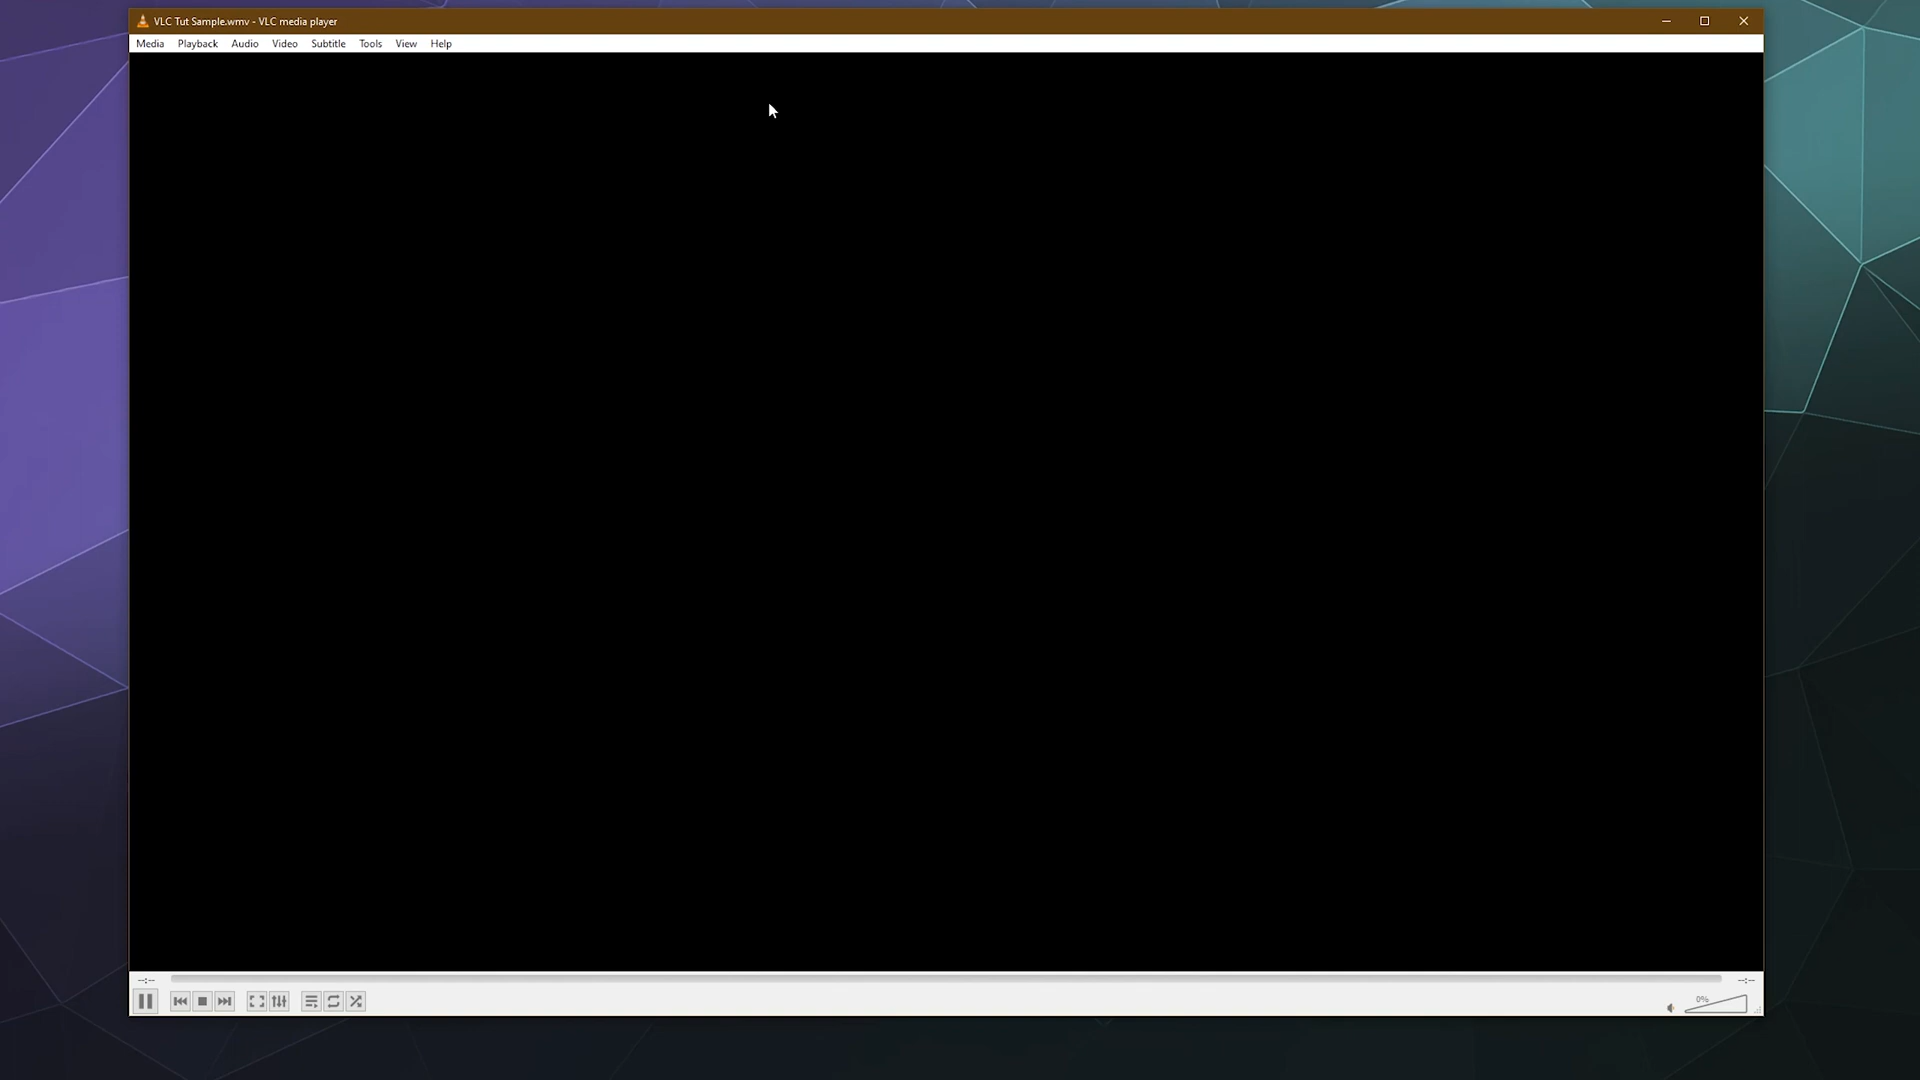 VLC Tut Sample.wmv - VLC media player
Media Playback Audio Video Subtitle Tools View Help
--:-- --:--
0%